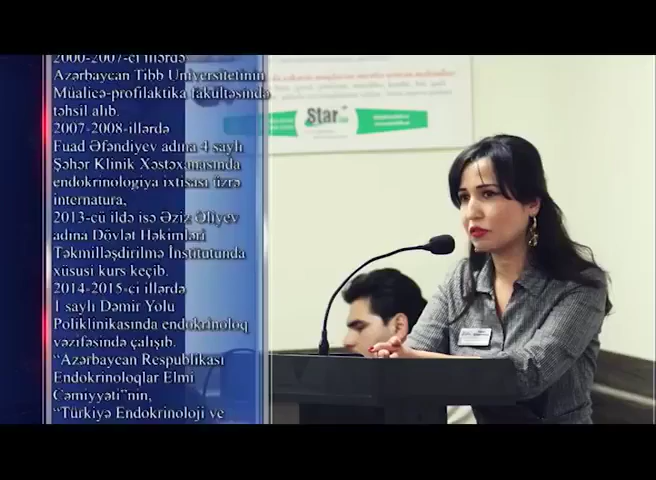 2000-2007-ci illərdə
Azərbaycan Tibb Universitetinin
Müalicə-profilaktika fakultəsində
təhsil alıb.
2007-2008-illərdə
Fuad Əfəndiyev adına 4 saylı
Şəhər Klinik Xəstəxanasında
endokrinologiya ixtisası üzrə
internatura,
2013-cü ildə isə Əziz Əliyev
adına Dövlət Həkimləri
Təkmilləşdirilmə İnstitutunda
xüsusi kurs keçib.
2014-2015-ci illərdə
1 saylı Dəmir Yolu
Poliklinikasında endokrinoloq
vəzifəsində çalışıb.
“Azərbaycan Respublikası
Endokrinoloqlar Elmi
Cəmiyyəti”nin,
“Türkiyə Endokrinoloji ve
Star